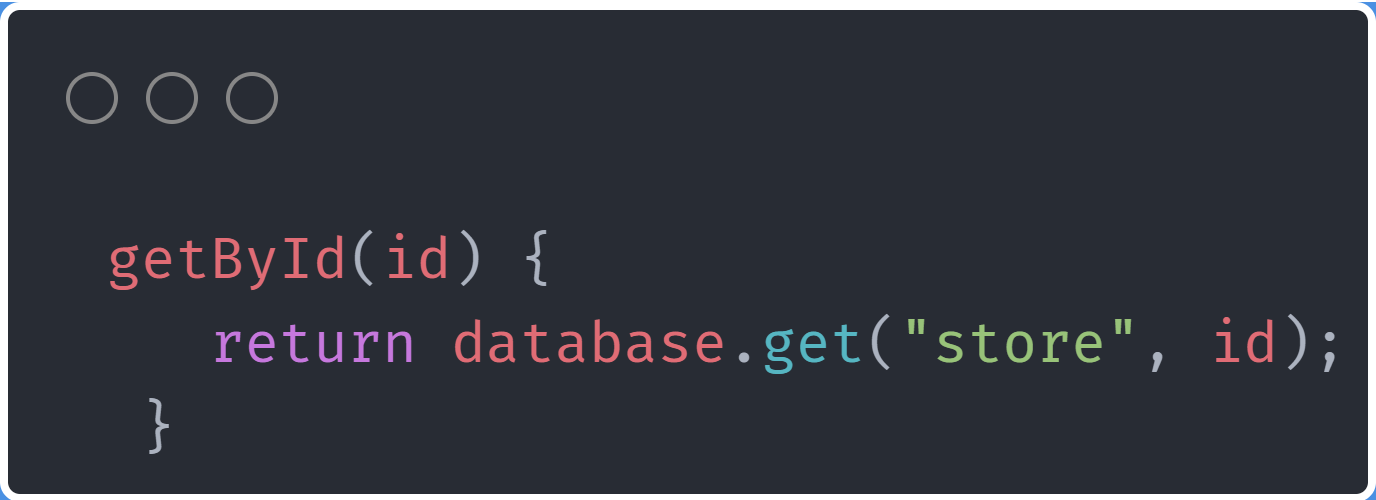 getById(id) {
return database.get("store", id);
}